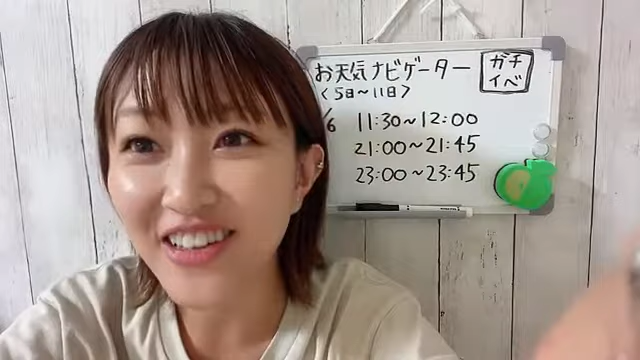 お天気ナビゲーター
ガチ
イベ
<5日〜11日>
/6 11:30〜12:00
21:00〜21:45
23:00〜23:45